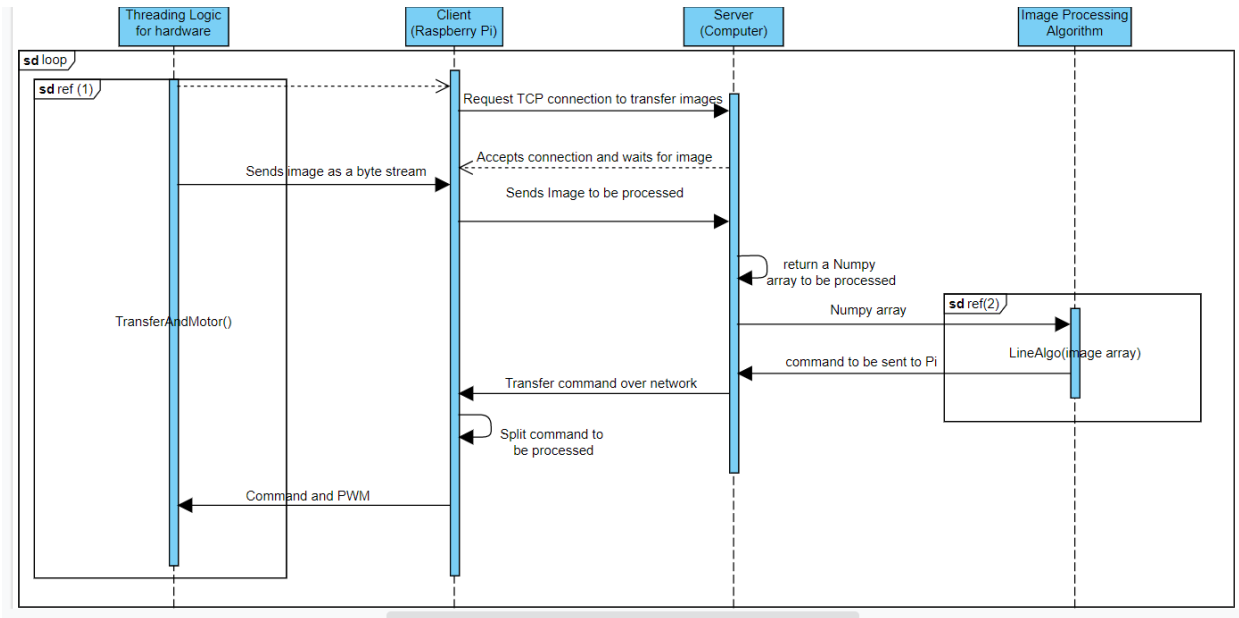 Threading Logic
for hardware
Client
(Raspberry Pi)
Server
(Computer)
Image Processing
Algorithm
sd loop
sd ref (1)
Request TCP connection to transfer images
Accepts connection and waits for image
Sends image as a byte stream
Sends Image to be processed
return a Numpy
array to be processed
sd ref(2)
Numpy array
TransferAndMotor()
LineAlgo(image array)
command to be sent to Pi
Transfer command over network
Split command to
be processed
Command and PWM